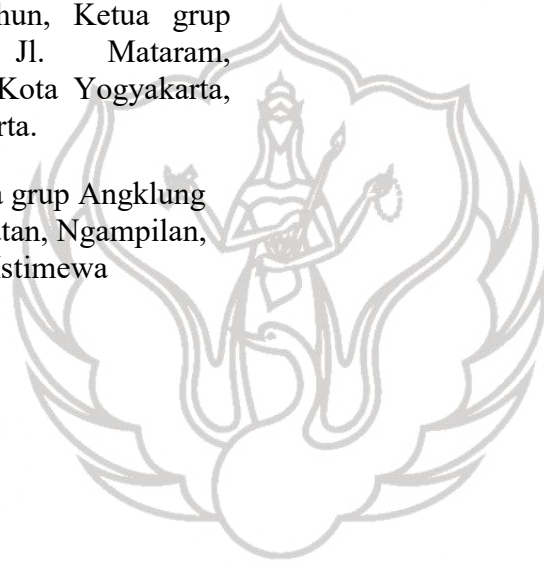 hun, Ketua grup
Jl. Mataram,
Kota Yogyakarta,
rta.
a grup Angklung
tan, Ngampilan,
stimewa